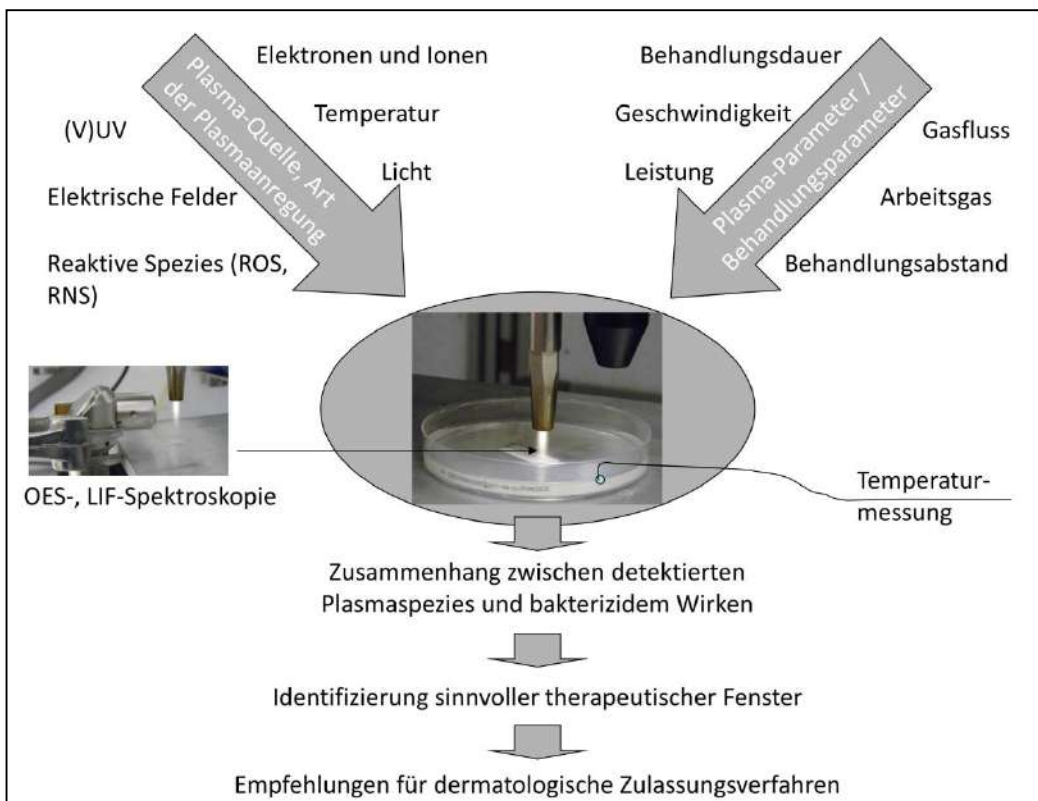 Elektronen und Ionen
Temperatur
Licht
(V)UV
Elektrische Felder
Reaktive Spezies (ROS,
RNS)
Plasma-Quelle, Art
der Plasmaanregung
Behandlungsdauer
Geschwindigkeit
Leistung
Plasma-Parameter /
Behandlungsparameter
Gasfluss
Arbeitsgas
Behandlungsabstand
OES-, LIF-Spektroskopie
Temperatur-
messung
Zusammenhang zwischen detektierten
Plasmaspezies und bakterizidem Wirken
Identifizierung sinnvoller therapeutischer Fenster
Empfehlungen für dermatologische Zulassungsverfahren